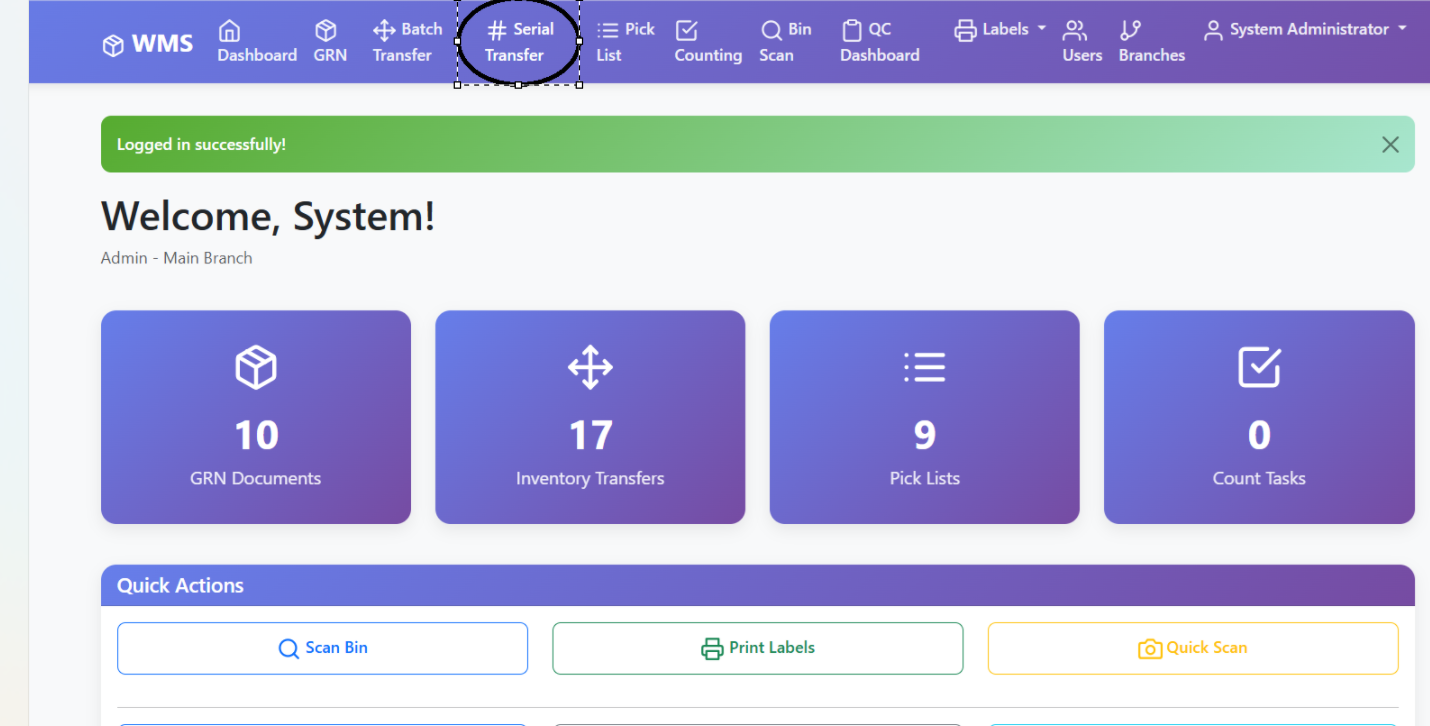 WMS
Dashboard
GRN
Batch
Transfer
# Serial
Transfer
Pick
List
Counting
Bin
Scan
QC
Dashboard
Labels
Users
Branches
System Administrator
Logged in successfully!
Welcome, System!
Admin - Main Branch
10
GRN Documents
17
Inventory Transfers
9
Pick Lists
0
Count Tasks
Quick Actions
Scan Bin
Print Labels
Quick Scan